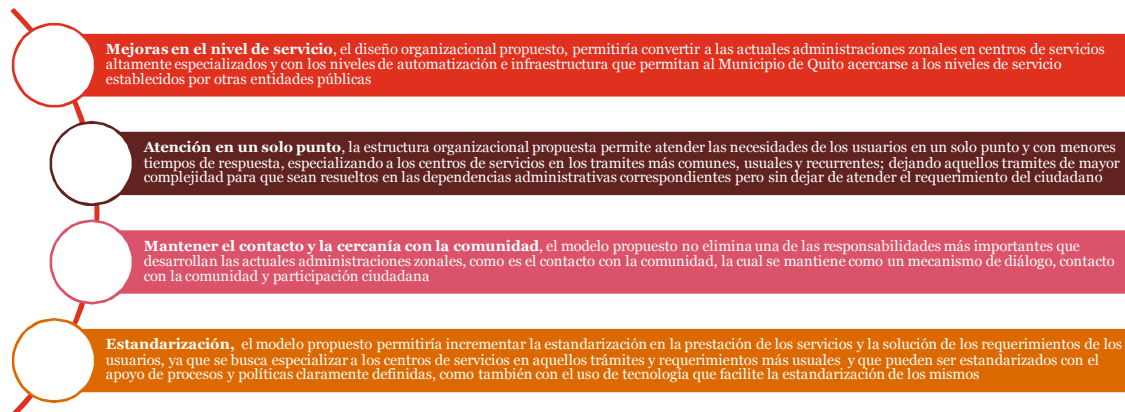 Mejoras en el nivel de servicio, el diseño organizacional propuesto, permitiría convertir a las actuales administraciones zonales en centros de servicios
altamente especializados y con los niveles de automatización e infraestructura que permitan al Municipio de Quito acercarse a los niveles de servicio
establecidos por otras entidades públicas
Atención en un solo punto, la estructura organizacional propuesta permite atender las necesidades de los usuarios en un solo punto y con menores
tiempos de respuesta, especializando a los centros de servicios en los tramites más comunes, usuales y recurrentes; dejando aquellos tramites de mayor
complejidad para que sean resueltos en las dependencias administrativas correspondientes pero sin dejar de atender el requerimiento del ciudadano
Mantener el contacto y la cercanía con la comunidad, el modelo propuesto no elimina una de las responsabilidades más importantes que
desarrollan las actuales administraciones zonales, como es el contacto con la comunidad, la cual se mantiene como un mecanismo de diálogo, contacto
con la comunidad y participación ciudadana
Estandarización, el modelo propuesto permitiría incrementar la estandarización en la prestación de los servicios y la solución de los requerimientos de los
usuarios, ya que se busca especializar a los centros de servicios en aquellos trámites y requerimientos más usuales y que pueden ser estandarizados con el
apoyo de procesos y políticas claramente definidas, como también con el uso de tecnología que facilite la estandarización de los mismos